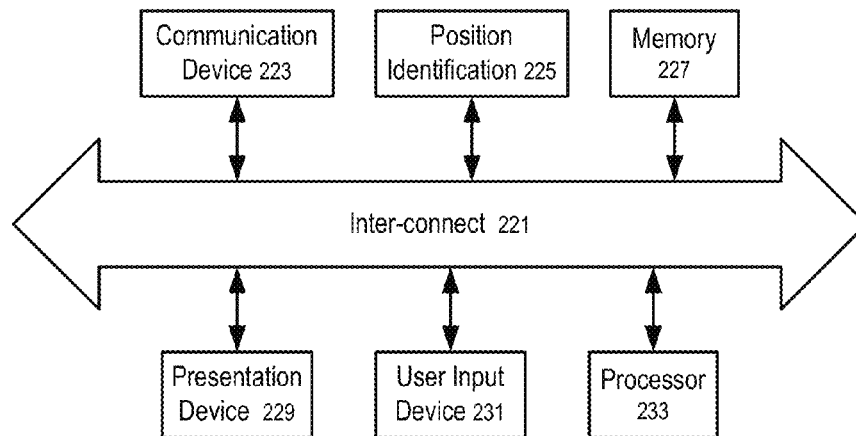 Communication
Device 223
Position
Identification 225
Memory
227
Inter-connect 221
Presentation
Device 229
User Input
Device 231
Processor
233